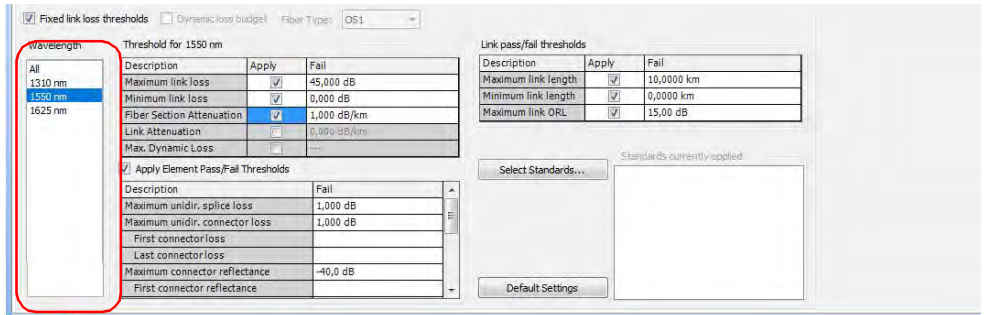 Fixed link loss thresholds Dynamic loss budget Fiber Type: OS1
Wavelength
All
1310 nm
1550 nm
1625 nm
Threshold for 1550 nm
Description Apply Fail
Maximum link loss 45,000 dB
Minimum link loss 0,000 dB
Fiber Section Attenuation 1,000 dB/km
Link Attenuation 0,000 dB/km
Max. Dynamic Loss ---
Apply Element Pass/Fail Thresholds
Description Fail
Maximum unidir. splice loss 1,000 dB
Maximum unidir. connector loss 1,000 dB
First connector loss
Last connector loss
Maximum connector reflectance -40,0 dB
First connector reflectance
Link pass/fail thresholds
Description Apply Fail
Maximum link length 10,0000 km
Minimum link length 0,0000 km
Maximum link ORL 15,00 dB
Select Standards...
Standards currently applied
Default Settings